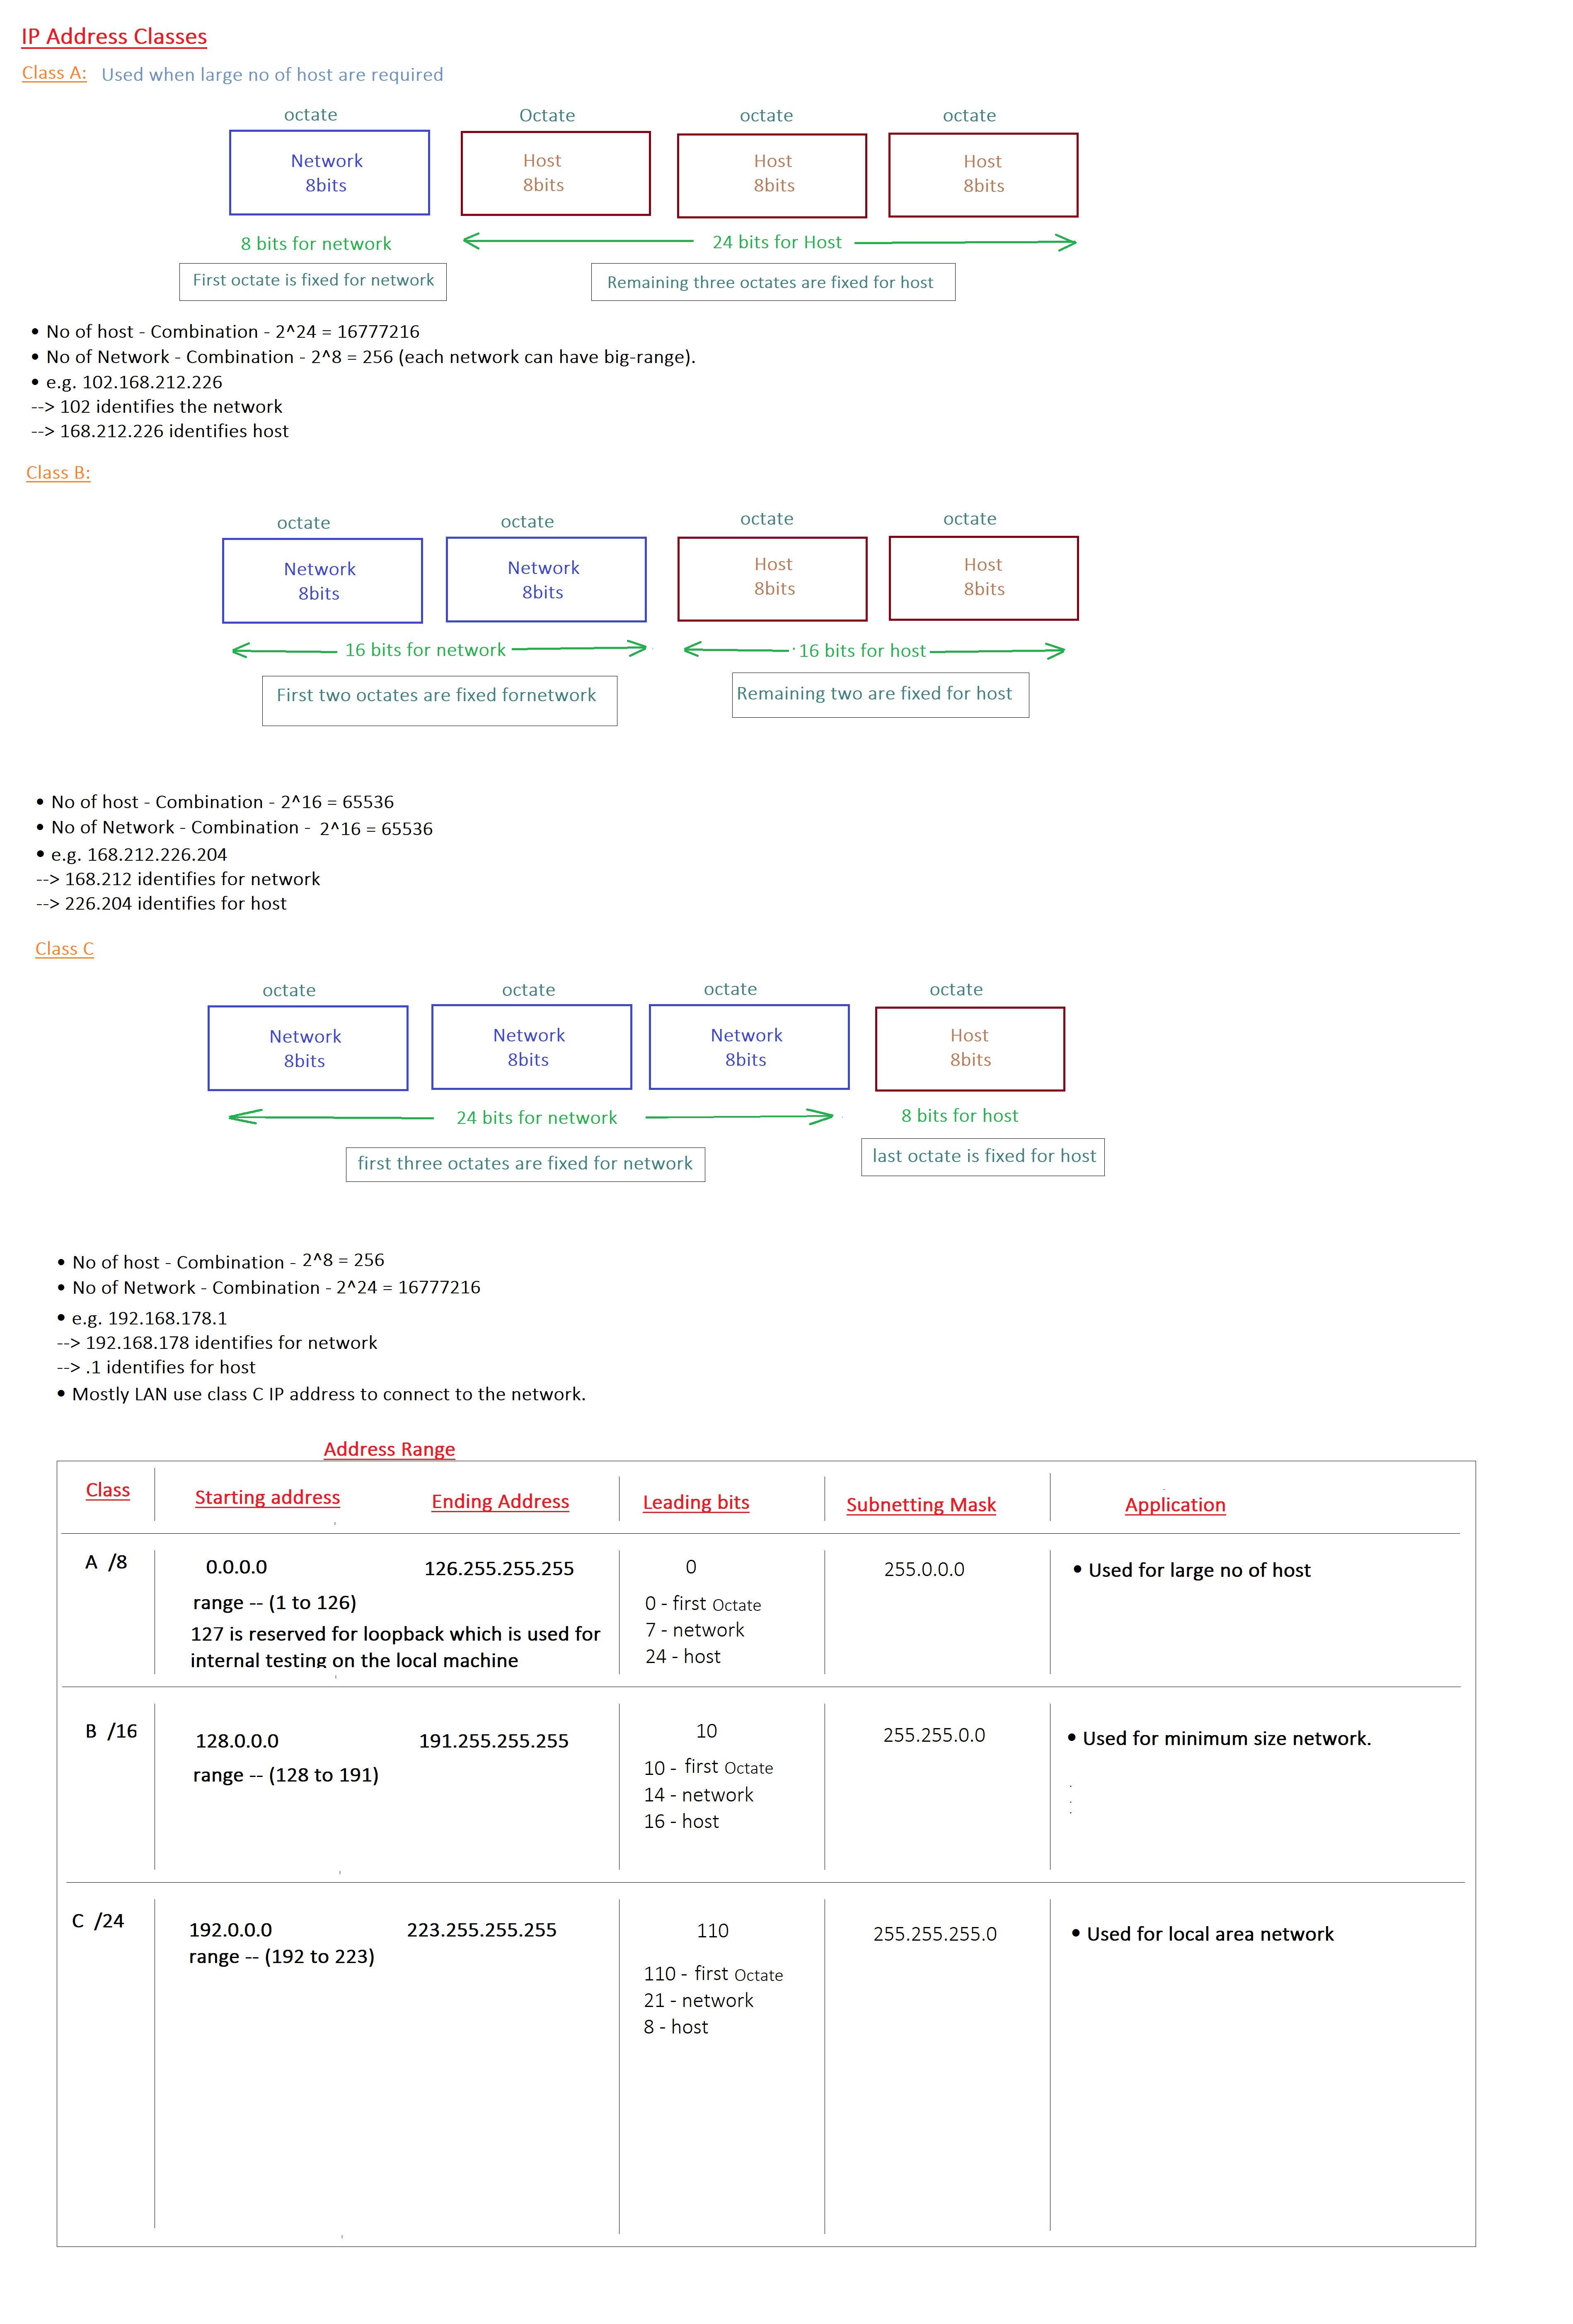 IP Address Classes
Class A: Used when large no of host are required
octate Octate octate octate
Network Host Host Host
8bits 8bits 8bits 8bits
8 bits for network 24 bits for Host
First octate is fixed for network Remaining three octates are fixed for host
• No of host - Combination - 2^24 = 16777216
• No of Network - Combination - 2^8 = 256 (each network can have big-range).
• e.g. 102.168.212.226
--> 102 identifies the network
--> 168.212.226 identifies host
Class B:
octate octate octate octate
Network Network Host Host
8bits 8bits 8bits 8bits
16 bits for network 16 bits for host
First two octates are fixed fornetwork Remaining two are fixed for host
• No of host - Combination - 2^16 = 65536
• No of Network - Combination - 2^16 = 65536
• e.g. 168.212.226.204
--> 168.212 identifies for network
--> 226.204 identifies for host
Class C
octate octate octate octate
Network Network Network Host
8bits 8bits 8bits 8bits
24 bits for network 8 bits for host
first three octates are fixed for network last octate is fixed for host
• No of host - Combination - 2^8 = 256
• No of Network - Combination - 2^24 = 16777216
• e.g. 192.168.178.1
--> 192.168.178 identifies for network
--> .1 identifies for host
• Mostly LAN use class C IP address to connect to the network.
Address Range
Class Starting address Ending Address Leading bits Subnetting Mask Application
A /8 0.0.0.0 126.255.255.255 0 255.0.0.0 • Used for large no of host
range -- (1 to 126) 0 - first Octate
127 is reserved for loopback which is used for 7 - network
internal testing on the local machine 24 - host
B /16 128.0.0.0 191.255.255.255 10 255.255.0.0 • Used for minimum size network.
range -- (128 to 191) 10 - first Octate
14 - network
16 - host
C /24 192.0.0.0 223.255.255.255 110 255.255.255.0 • Used for local area network
range -- (192 to 223)
110 - first Octate
21 - network
8 - host